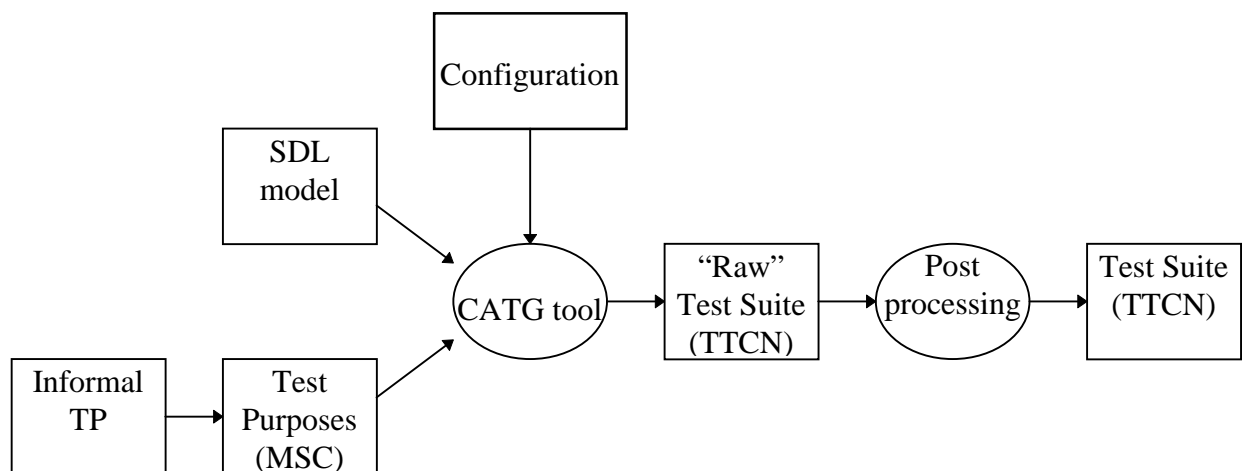 Configuration
SDL
model
CATG tool
“Raw”
Test Suite
(TTCN)
Post
processing
Test Suite
(TTCN)
Informal
TP
Test
Purposes
(MSC)